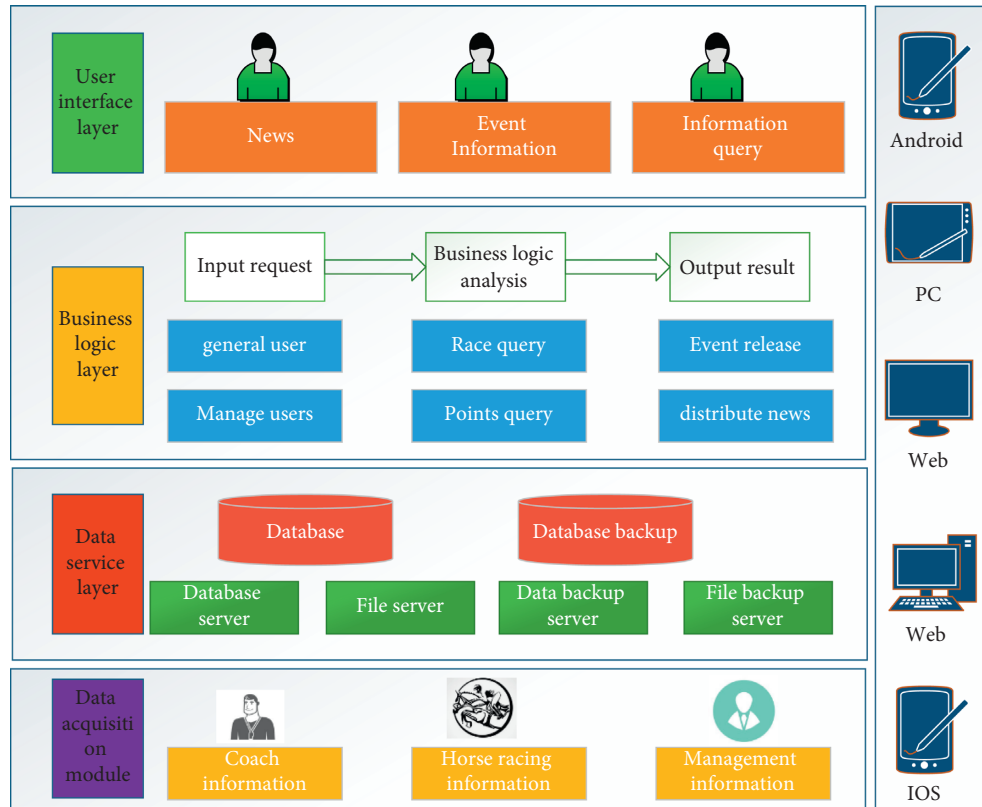 User
interface
layer
News
Event
Information
Information
query
Business
logic
layer
Input request
Business logic
analysis
Output result
general user
Race query
Event release
Manage users
Points query
distribute news
Data
service
layer
Database
Database backup
Database
server
File server
Data backup
server
File backup
server
Data
acquisiti
on
module
Coach
information
Horse racing
information
Management
information
Android
PC
Web
Web
IOS